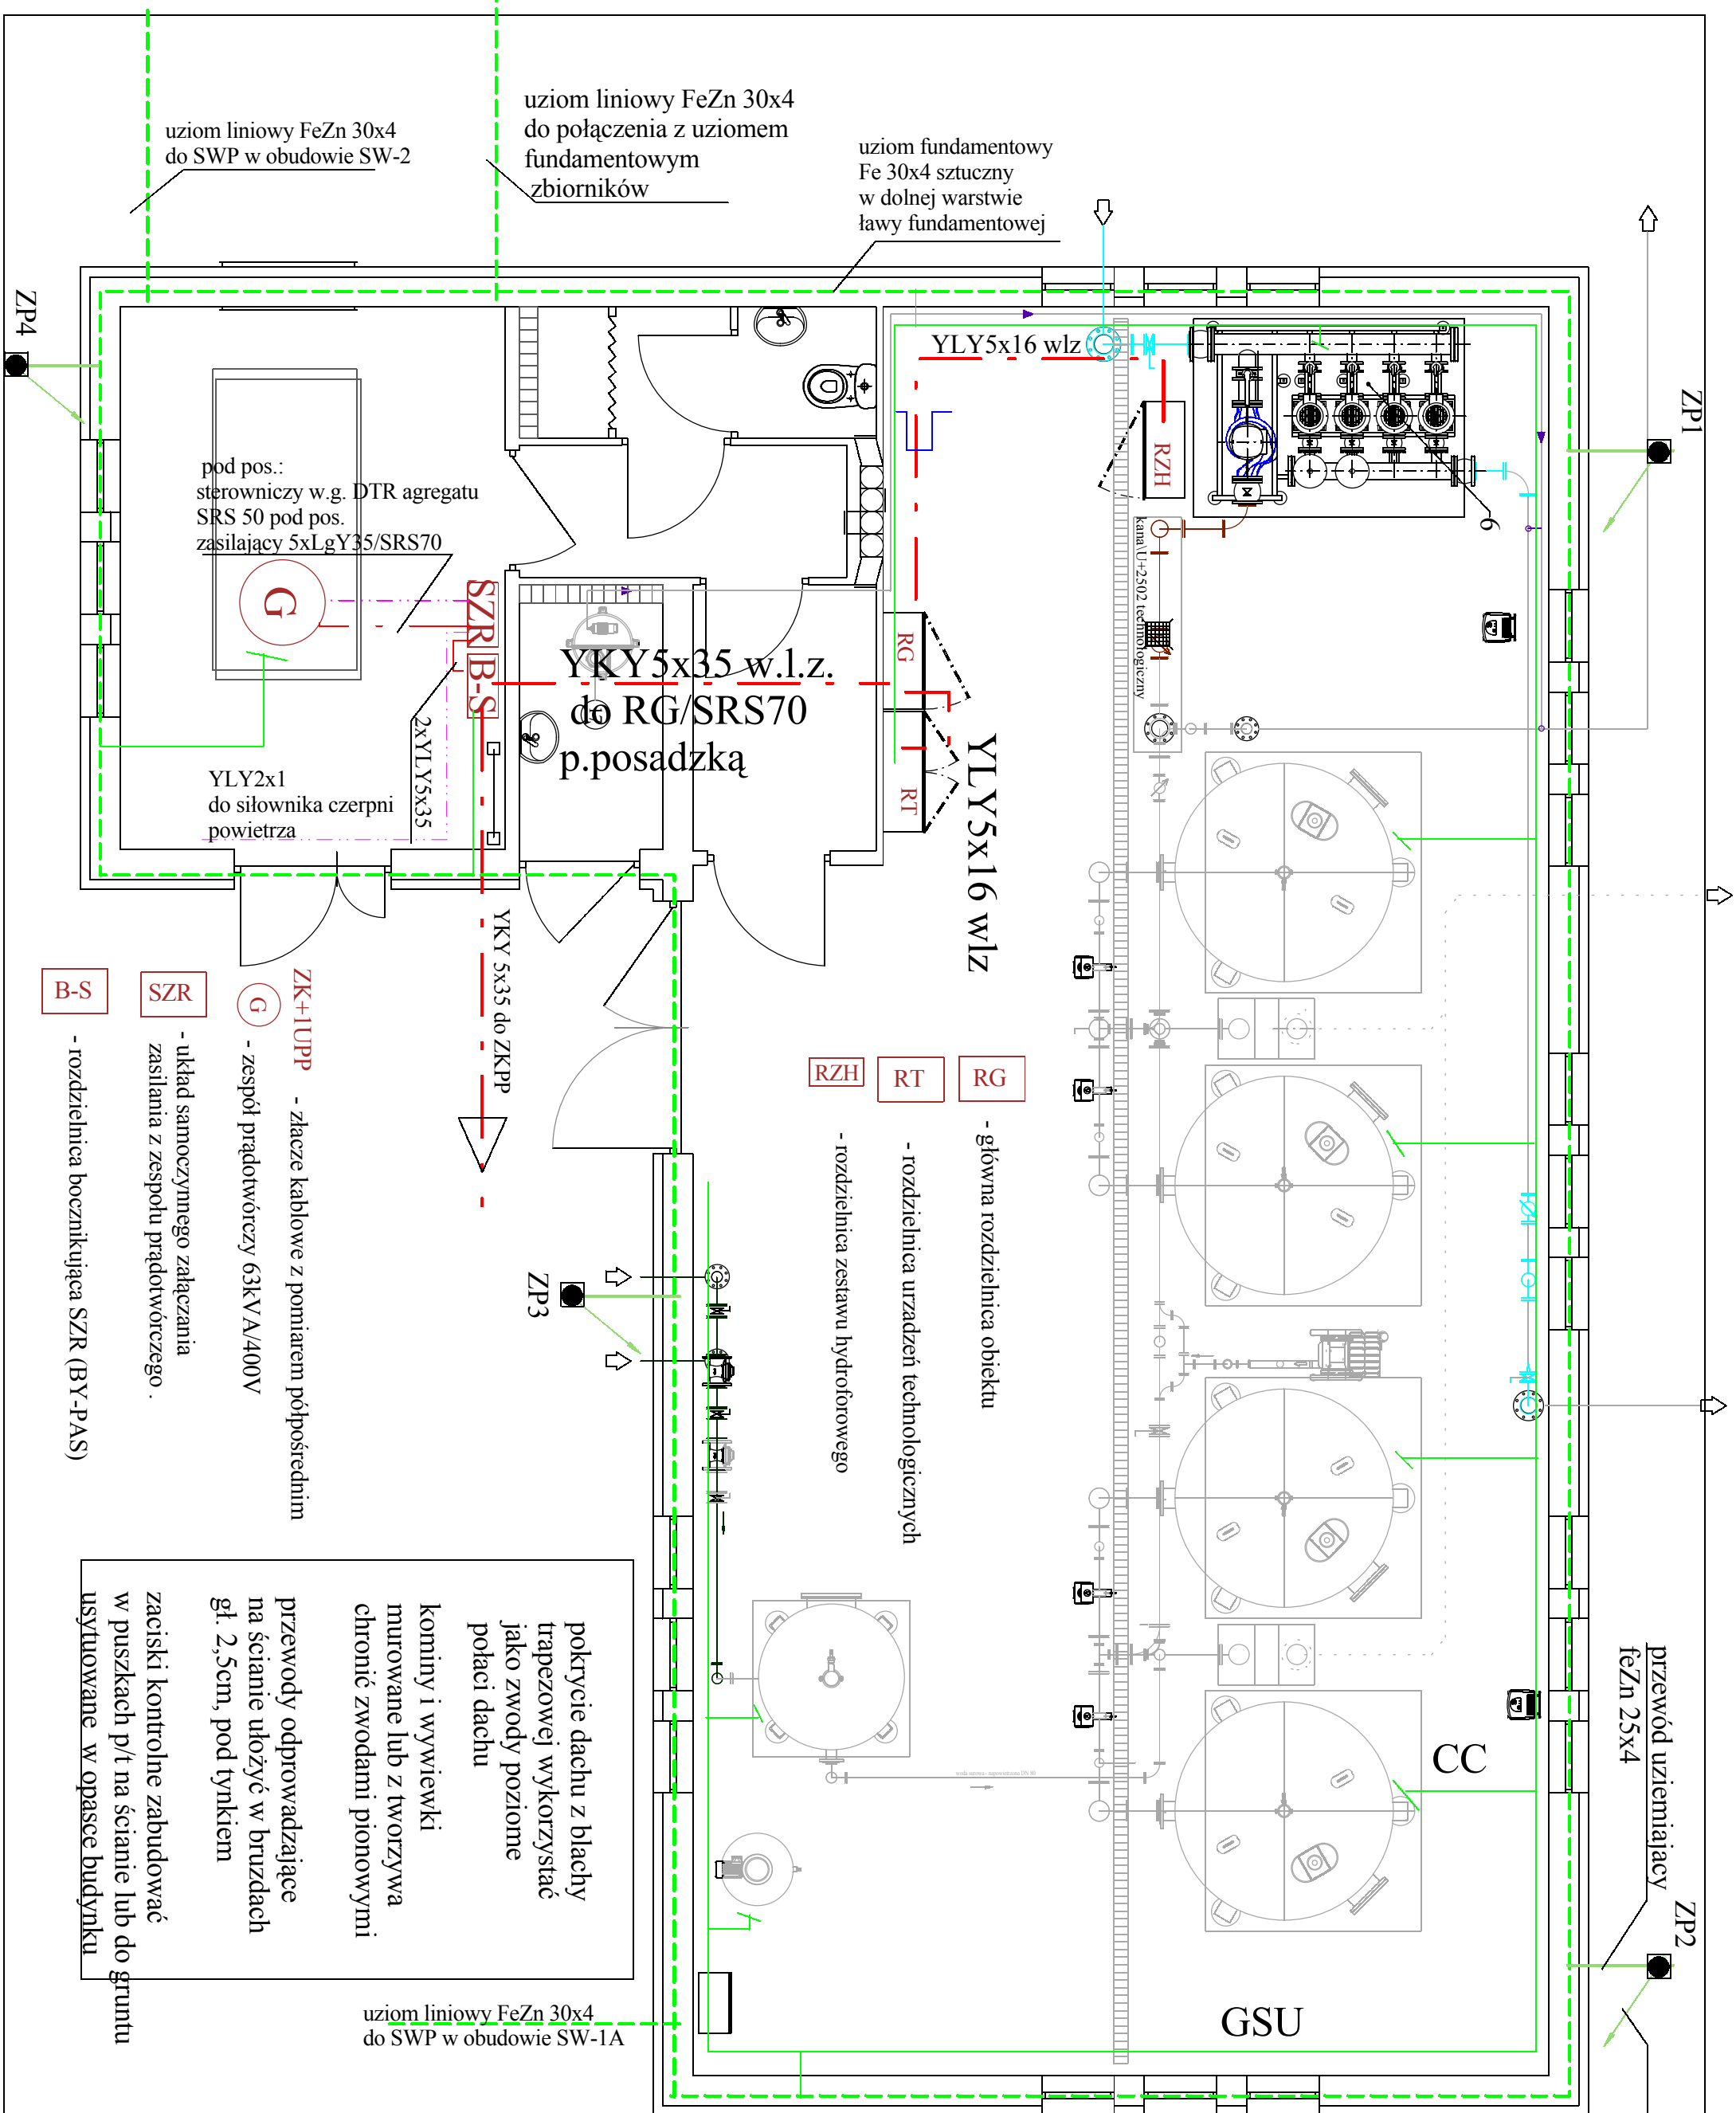 uziom liniowy FeZn 30x4
do SWP w obudowie SW-2
uziom liniowy FeZn 30x4
do połączenia z uziomem
fundamentowym
zbiorników
uziom fundamentowy
Fe 30x4 sztuczny
w dolnej warstwie
ławy fundamentowej
ZP4
ZP1
YLY5x16 wlz
RZH
6
pod pos.:
sterowniczy w.g. DTR agregatu
SRS 50 pod pos.
zasilający 5xLgY35/SRS70
G
SZR
B-S
kana\U+2502 technologiczny
RG
RT
YKY5x35 w.l.z.
do RG/SRS70
p.posadzką
2xYLY5x35
YLY2x1
do siłownika czerpni
powietrza
YLY5x16 wlz
YKY 5x35 do ZKPP
ZK+1UPP
- złacze kablowe z pomiarem półpośrednim
G
- zespół prądotwórczy 63kVA/400V
SZR
- układ samoczynnego załączania
zasilania z zespołu prądotwórczego .
B-S
- rozdzielnica bocznikująca SZR (BY-PAS)
RG
- główna rozdzielnica obiektu
RT
- rozdzielnica urzadzeń technologicznych
RZH
- rozdzielnica zestawu hydroforowego
ZP3
pokrycie dachu z blachy
trapezowej wykorzystać
jako zwody poziome
połaci dachu
kominy i wywiewki
murowane lub z tworzywa
chronić zwodami pionowymi
przewody odprowadzające
na ścianie ułożyć w bruzdach
gł. 2,5cm, pod tynkiem
zaciski kontrolne zabudować
w puszkach p/t na ścianie lub do gruntu
usytuowane w opasce budynku
przewód uziemiajacy
feZn 25x4
ZP2
CC
GSU
uziom liniowy FeZn 30x4
do SWP w obudowie SW-1A